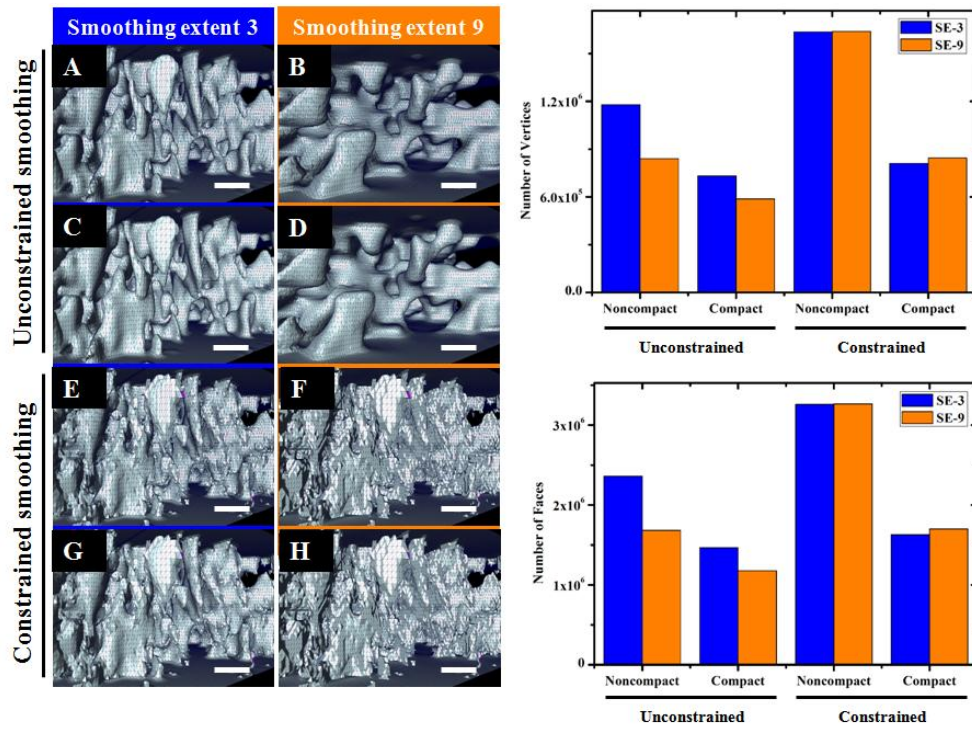 Smoothing extent 3
Smoothing extent 9
Unconstrained smoothing
Constrained smoothing
A
B
C
D
E
F
G
H
SE-3
SE-9
Number of Vertices
1.2x10⁶
6.0x10⁵
0.0
Noncompact
Compact
Noncompact
Compact
Unconstrained
Constrained
SE-3
SE-9
Number of Faces
3x10⁶
2x10⁶
1x10⁶
0
Noncompact
Compact
Noncompact
Compact
Unconstrained
Constrained